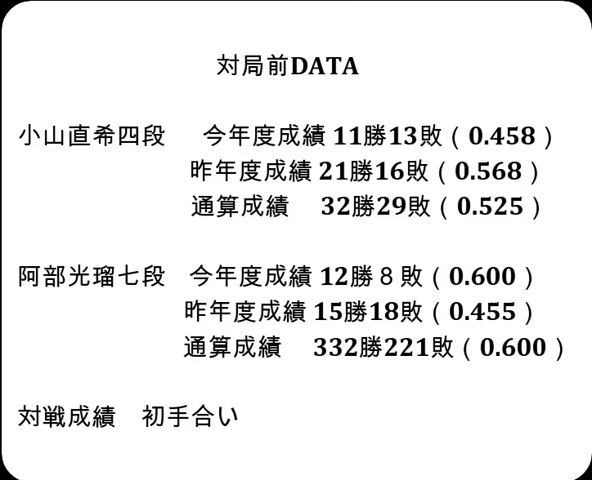 対局前DATA
小山直希四段 今年度成績 11勝13敗（0.458）
昨年度成績 21勝16敗（0.568）
通算成績 32勝29敗（0.525）
阿部光瑠七段 今年度成績 12勝８敗（0.600）
昨年度成績 15勝18敗（0.455）
通算成績 332勝221敗（0.600）
対戦成績 初手合い